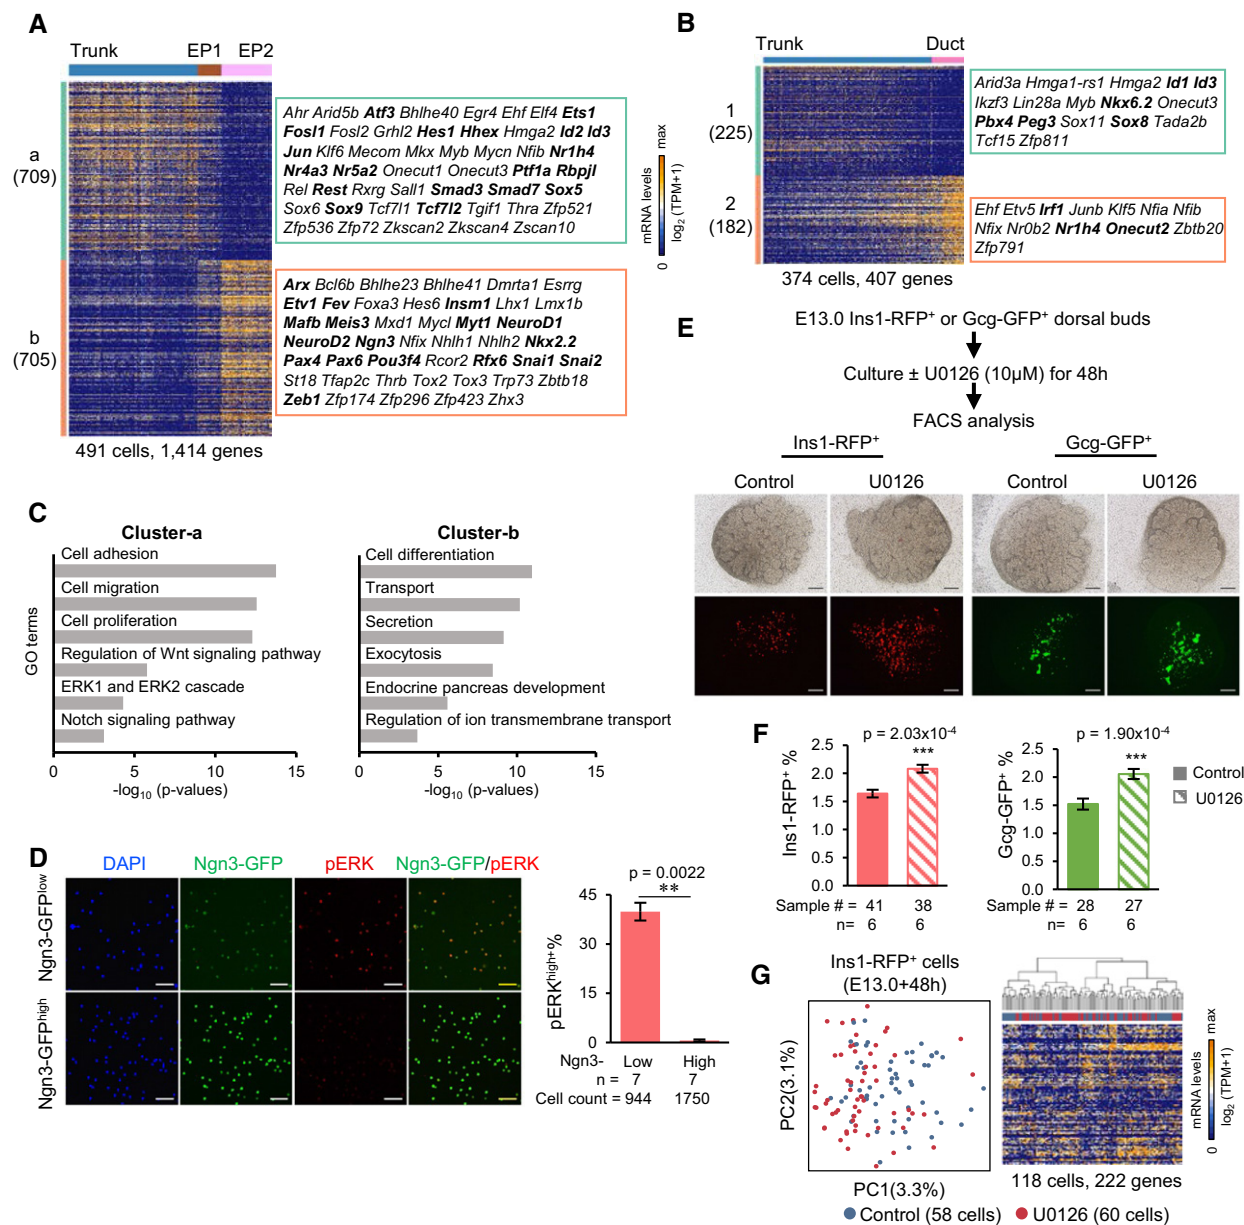 A
Trunk EP1 EP2
a
(709)
b
(705)
491 cells, 1,414 genes
Ahr Arid5b Atf3 Bhlhe40 Egr4 Ehf Elf4 Ets1
Fosl1 Fosl2 Grhl2 Hes1 Hhex Hmga2 Id2 Id3
Jun Klf6 Mecom Mkx Myb Mycn Nfib Nr1h4
Nr4a3 Nr5a2 Onecut1 Onecut3 Ptf1a Rbpjl
Rel Rest Rxrg Sall1 Smad3 Smad7 Sox5
Sox6 Sox9 Tcf7l1 Tcf7l2 Tgif1 Thra Zfp521
Zfp536 Zfp72 Zkscan2 Zkscan4 Zscan10
Arx Bcl6b Bhlhe23 Bhlhe41 Dmrta1 Esrrg
Etv1 Fev Foxa3 Hes6 Insm1 Lhx1 Lmx1b
Mafb Meis3 Mxd1 Mycl Myt1 NeuroD1
NeuroD2 Ngn3 Nfix Nhlh1 Nhlh2 Nkx2.2
Pax4 Pax6 Pou3f4 Rcor2 Rfx6 Snai1 Snai2
St18 Tfap2c Thrb Tox2 Tox3 Trp73 Zbtb18
Zeb1 Zfp174 Zfp296 Zfp423 Zhx3
0 max
mRNA levels
log2 (TPM+1)
B
Trunk Duct
1
(225)
2
(182)
374 cells, 407 genes
Arid3a Hmga1-rs1 Hmga2 Id1 Id3
Ikzf3 Lin28a Myb Nkx6.2 Onecut3
Pbx4 Peg3 Sox11 Sox8 Tada2b
Tcf15 Zfp811
Ehf Etv5 Irf1 Junb Klf5 Nfia Nfib
Nfix Nr0b2 Nr1h4 Onecut2 Zbtb20
Zfp791
C
Cluster-a
GO terms
Cell adhesion
Cell migration
Cell proliferation
Regulation of Wnt signaling pathway
ERK1 and ERK2 cascade
Notch signaling pathway
0 5 10 15
-log10 (p-values)
Cluster-b
Cell differentiation
Transport
Secretion
Exocytosis
Endocrine pancreas development
Regulation of ion transmembrane transport
0 5 10 15
-log10 (p-values)
D
DAPI Ngn3-GFP pERK Ngn3-GFP/pERK
Ngn3-GFPlow
Ngn3-GFPhigh
p = 0.0022
**
pERKhigh+%
45
30
15
0
Ngn3- Low High
n = 7 7
Cell count = 944 1750
E
E13.0 Ins1-RFP+ or Gcg-GFP+ dorsal buds
Culture ± U0126 (10µM) for 48h
FACS analysis
Ins1-RFP+ Gcg-GFP+
Control U0126 Control U0126
F
p = 2.03x10-4
***
Ins1-RFP+ %
2.5
2.0
1.5
1.0
0.5
0.0
Sample # = 41 38
n= 6 6
p = 1.90x10-4
***
Gcg-GFP+ %
2.5
2.0
1.5
1.0
0.5
0.0
Sample # = 28 27
n= 6 6
Control
U0126
G
Ins1-RFP+ cells
(E13.0+48h)
PC2(3.1%)
PC1(3.3%)
Control (58 cells) U0126 (60 cells)
118 cells, 222 genes
0 max
mRNA levels
log2 (TPM+1)